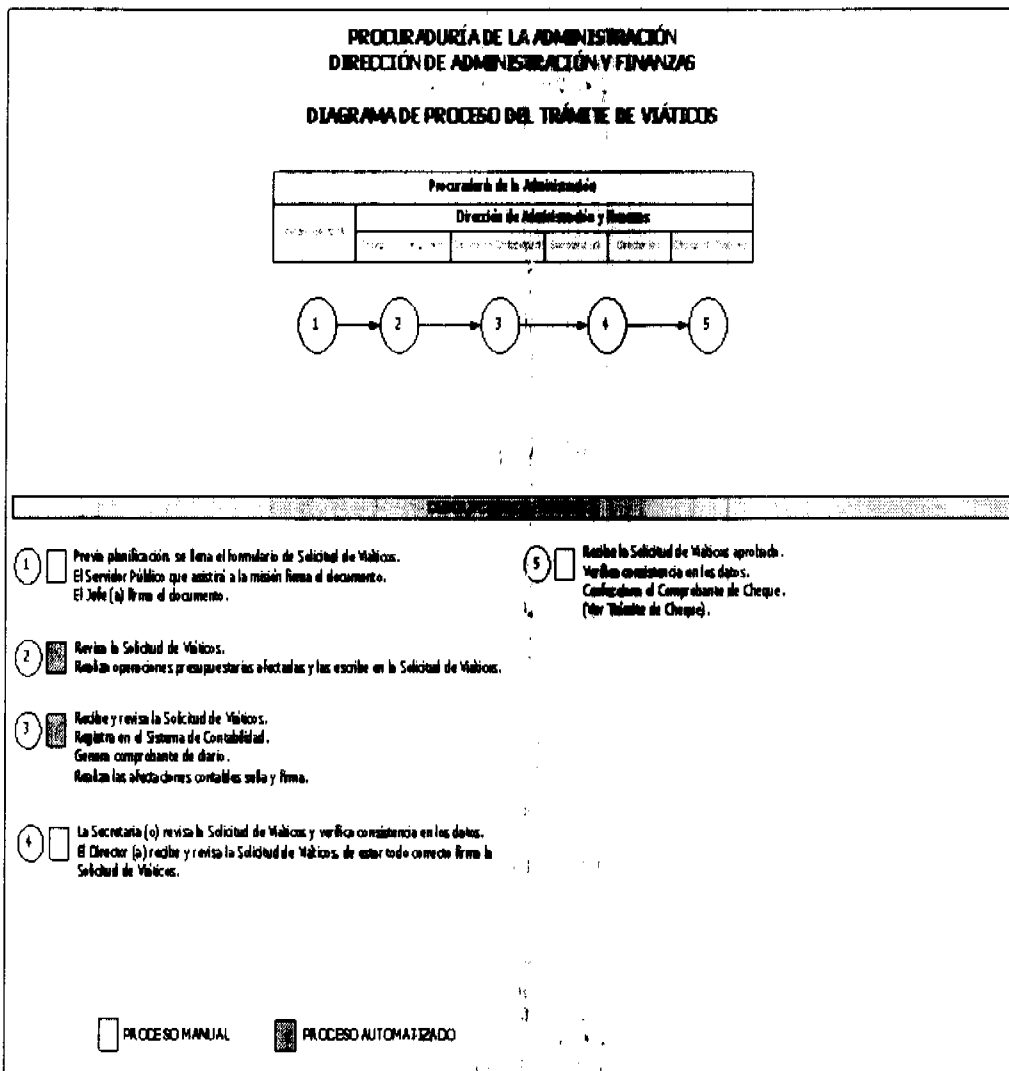 PROCURADURÍA DE LA ADMINISTRACIÓN
DIRECCIÓN DE ADMINISTRACIÓN Y FINANZAS
DIAGRAMA DE PROCESO DEL TRÁMITE DE VIÁTICOS
Procuraduría de la Administración
Dirección de Administración y Finanzas
1 2 3 4 5
1 Previa planificación, se llena el formulario de Solicitud de Viáticos.
El Servidor Público que asistirá a la misión firma el documento.
El Jefe (a) firma el documento.
2 Revisa la Solicitud de Viáticos.
Realiza operaciones presupuestarias afectadas y las escribe en la Solicitud de Viáticos.
3 Recibe y revisa la Solicitud de Viáticos.
Registra en el Sistema de Contabilidad.
Genera comprobante de diario.
Realiza las afectaciones contables sella y firma.
4 La Secretaria (o) revisa la Solicitud de Viáticos y verifica consistencia en los datos.
El Director (a) recibe y revisa la Solicitud de Viáticos, de estar todo correcto firma la
Solicitud de Viáticos.
5 Recibe la Solicitud de Viáticos aprobada.
Verifica consistencia en los datos.
Confecciona el Comprobante de Cheque.
(Ver Trámite de Cheque).
PROCESO MANUAL
PROCESO AUTOMATIZADO